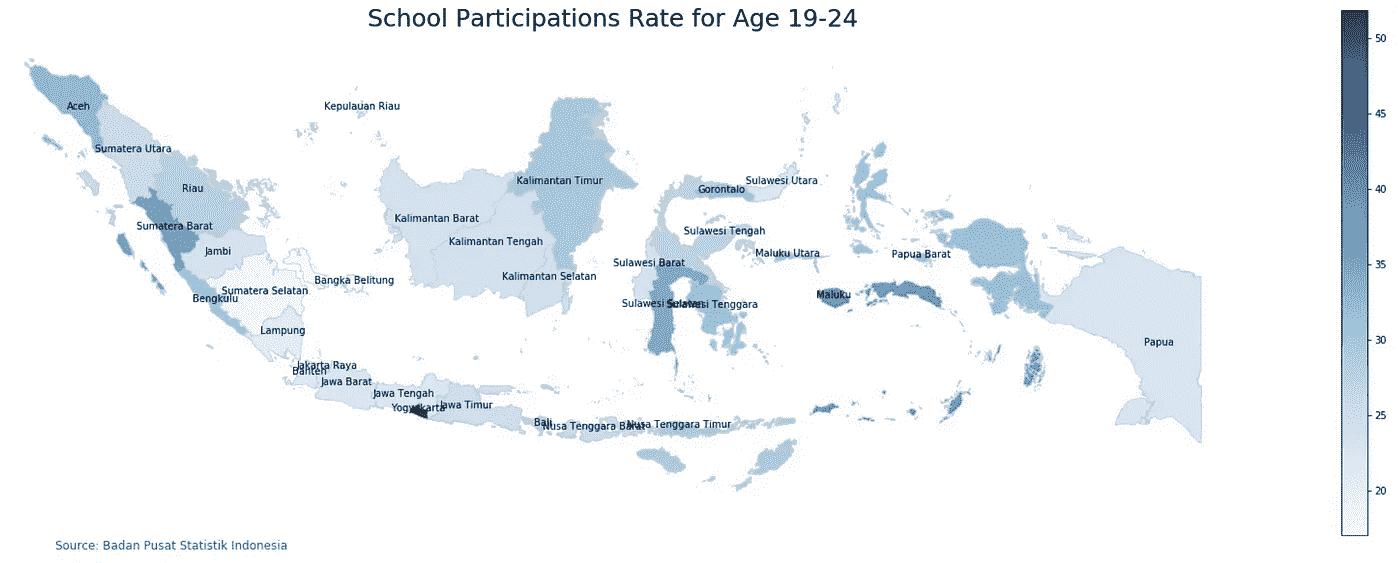 School Participations Rate for Age 19-24
50
45
40
35
30
25
20
Aceh
Kepulauan Riau
Sumatera Utara
Riau
Kalimantan Timur
Gorontalo
Sulawesi Utara
Sumatera Barat
Kalimantan Barat
Sulawesi Tengah
Jambi
Kalimantan Tengah
Maluku Utara
Papua Barat
Sulawesi Barat
Bangka Belitung
Kalimantan Selatan
Sumatera Selatan
Bengkulu
Maluku
Sulawesi Selatan
Sulawesi Tenggara
Lampung
Papua
Jakarta Raya
Banten
Jawa Barat
Jawa Tengah
Yogyakarta
Jawa Timur
Bali
Nusa Tenggara Barat
Nusa Tenggara Timur
Source: Badan Pusat Statistik Indonesia